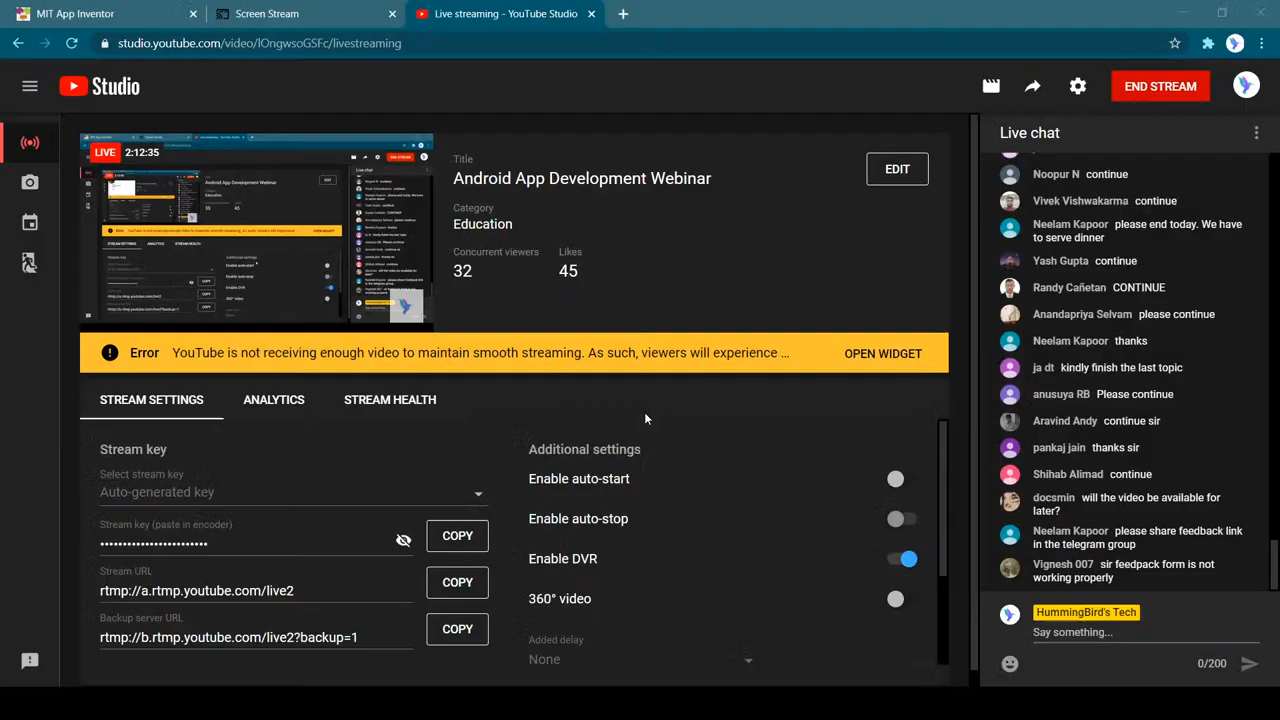 MIT App Inventor
Screen Stream
Live streaming - YouTube Studio
studio.youtube.com/video/lOngwsoGSFc/livestreaming
Studio
END STREAM
LIVE 2:12:35
Title
Android App Development Webinar
EDIT
Category
Education
Concurrent viewers
32
Likes
45
Error YouTube is not receiving enough video to maintain smooth streaming. As such, viewers will experience ...
OPEN WIDGET
STREAM SETTINGS
ANALYTICS
STREAM HEALTH
Stream key
Select stream key
Auto-generated key
Stream key (paste in encoder)
COPY
Stream URL
rtmp://a.rtmp.youtube.com/live2
COPY
Backup server URL
rtmp://b.rtmp.youtube.com/live2?backup=1
COPY
Additional settings
Enable auto-start
Enable auto-stop
Enable DVR
360° video
Added delay
None
Live chat
Noopur N continue
Vivek Vishwakarma continue
Neelam Kapoor please end today. We have
to serve dinner
Yash Gupta continue
Randy Cañetan CONTINUE
Anandapriya Selvam please continue
Neelam Kapoor thanks
ja dt kindly finish the last topic
anusuya RB Please continue
Aravind Andy continue sir
pankaj jain thanks sir
Shihab Alimad continue
docsmin will the video be available for
later?
Neelam Kapoor please share feedback link
in the telegram group
Vignesh 007 sir feedpack form is not
working properly
HummingBird's Tech
Say something...
0/200